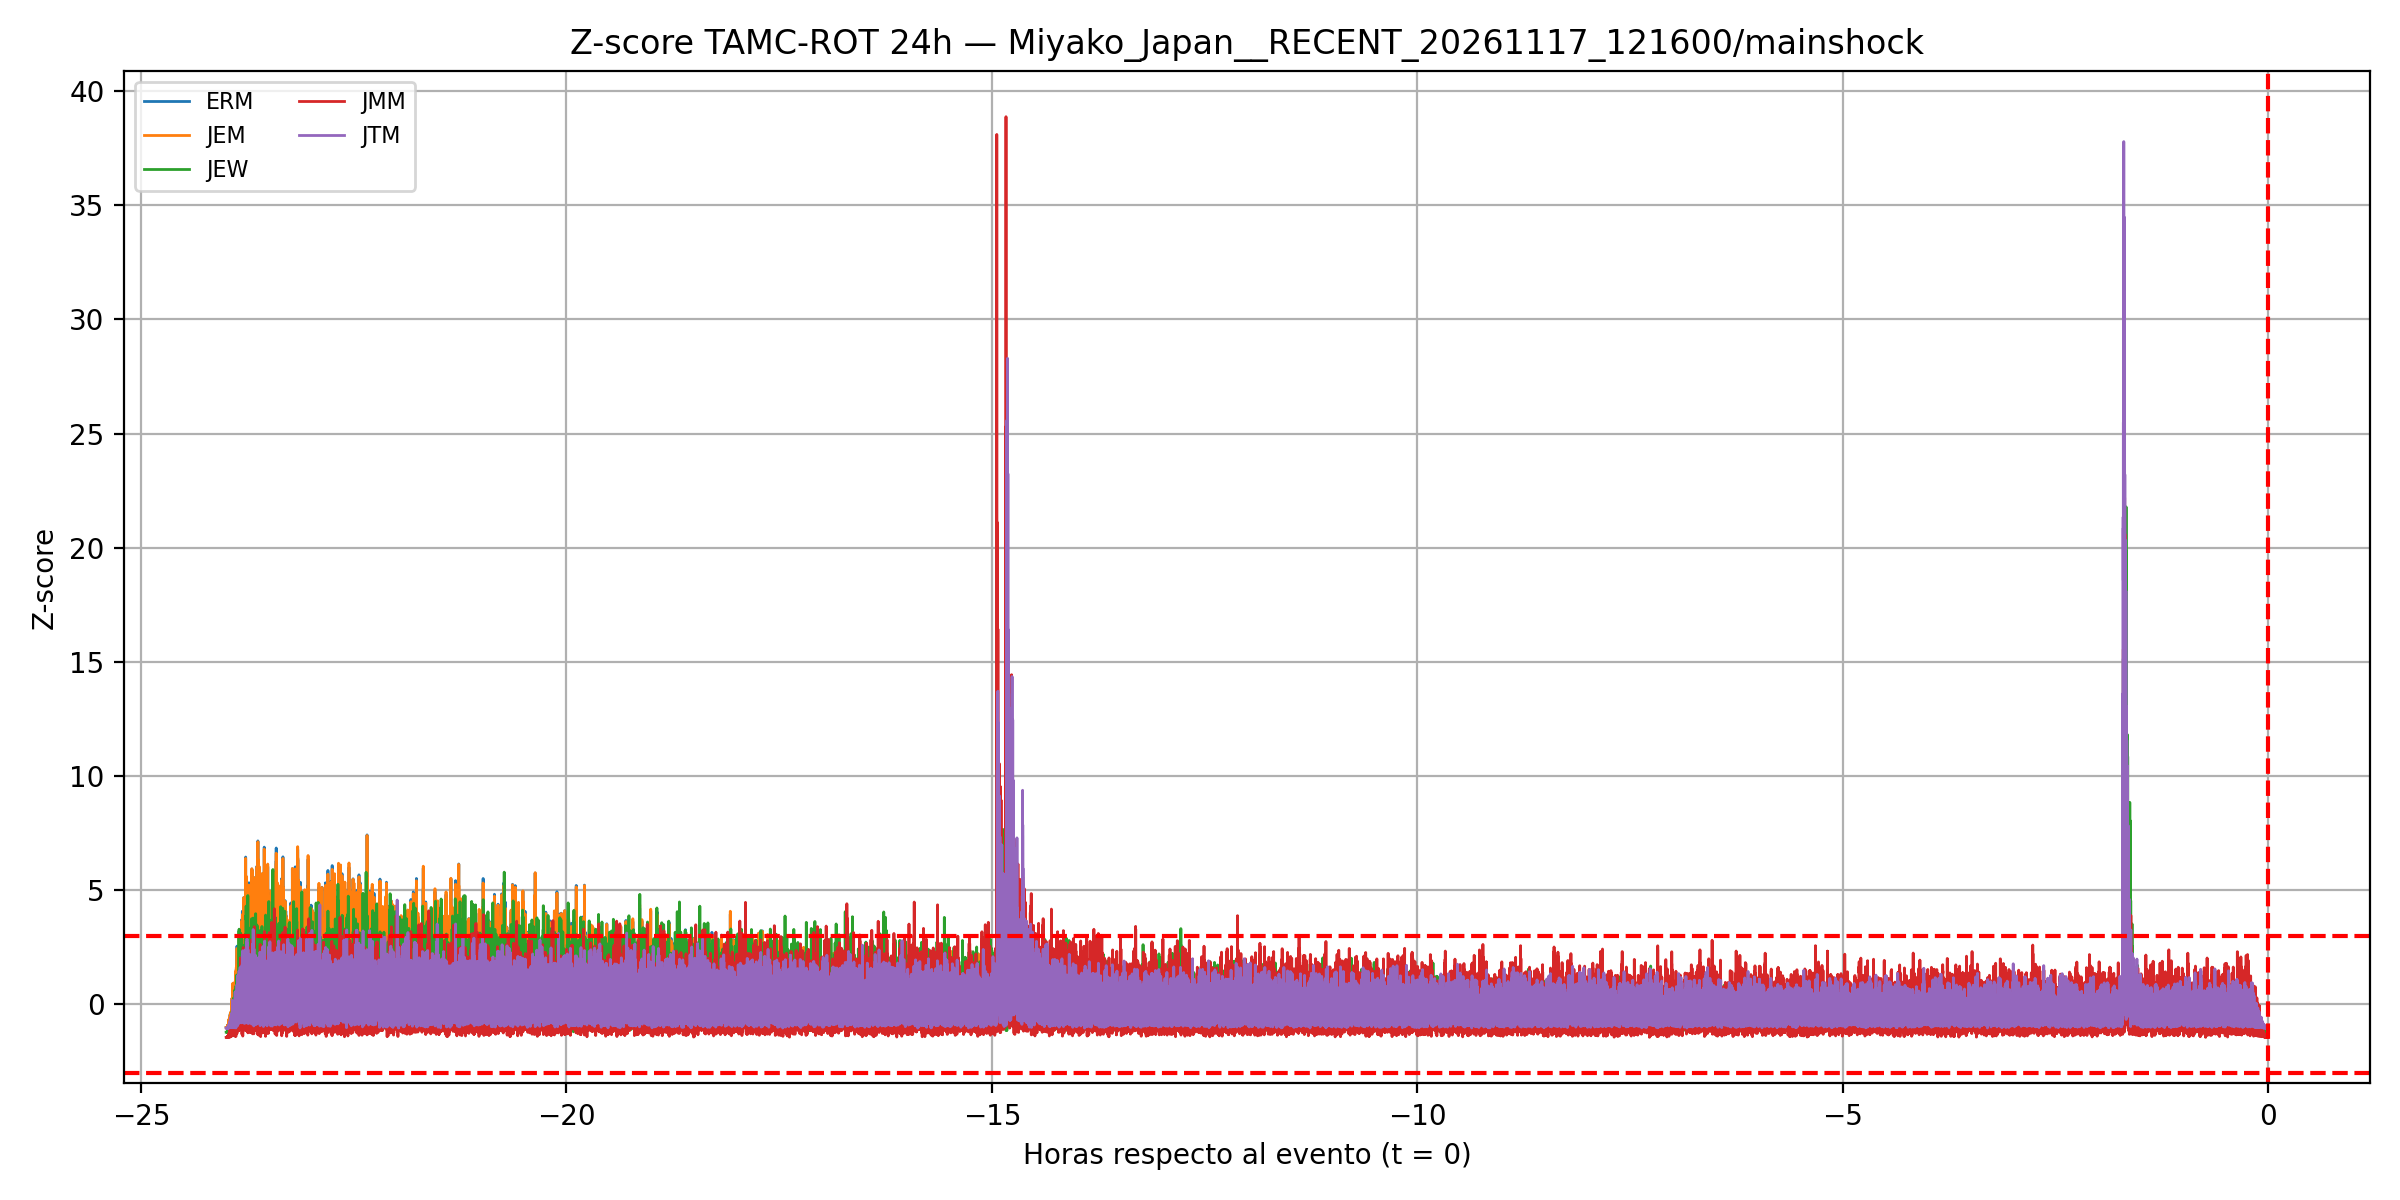 Z-score TAMC-ROT 24h — Miyako_Japan__RECENT_20261117_121600/mainshock
ERM
JEM
JEW
JMM
JTM
Z-score
40
35
30
25
20
15
10
5
0
−25 −20 −15 −10 −5 0
Horas respecto al evento (t = 0)